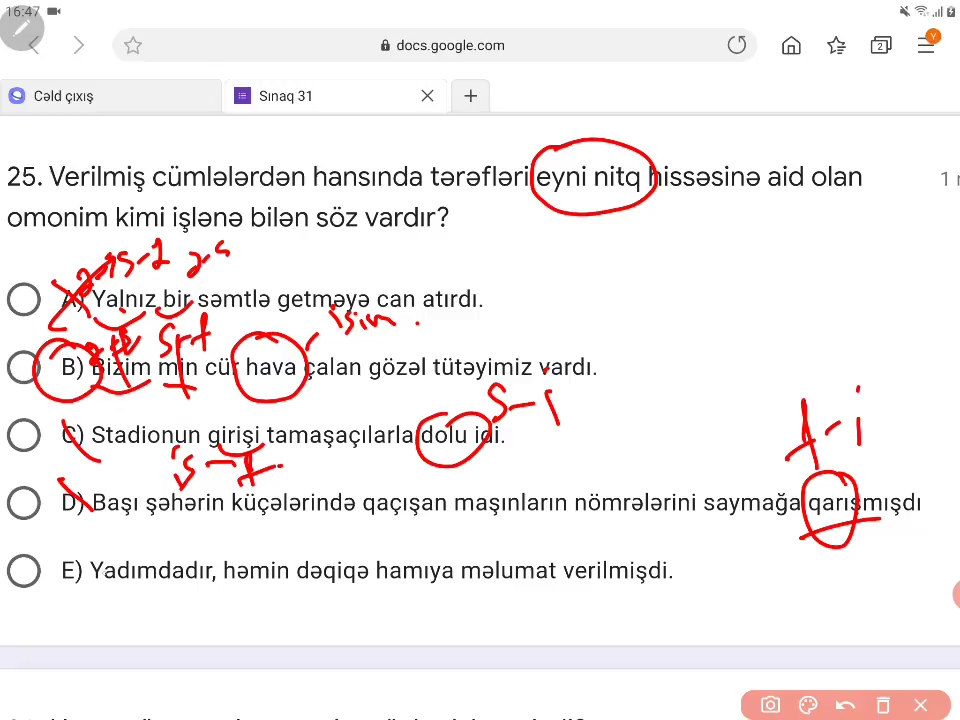 16:47
docs.google.com
2
Y
Cəld çıxış
Sınaq 31
25. Verilmiş cümlələrdən hansında tərəfləri eyni nitq hissəsinə aid olan
omonim kimi işlənə bilən söz vardır?
A) Yalnız bir səmtlə getməyə can atırdı.
isim
B) Bizim min cür hava çalan gözəl tütəyimiz vardı.
s-i
C) Stadionun girişi tamaşaçılarla dolu idi.
f-i
D) Başı şəhərin küçələrində qaçışan maşınların nömrələrini saymağa qarışmışdı
E) Yadımdadır, həmin dəqiqə hamıya məlumat verilmişdi.